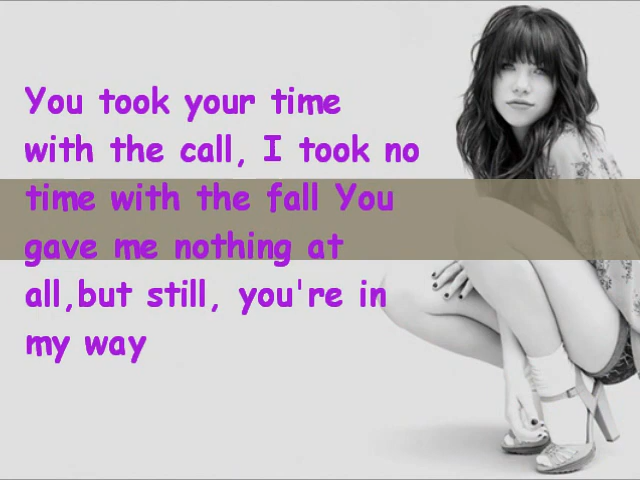 You took your time
with the call, I took no
time with the fall You
gave me nothing at
all,but still, you're in
my way